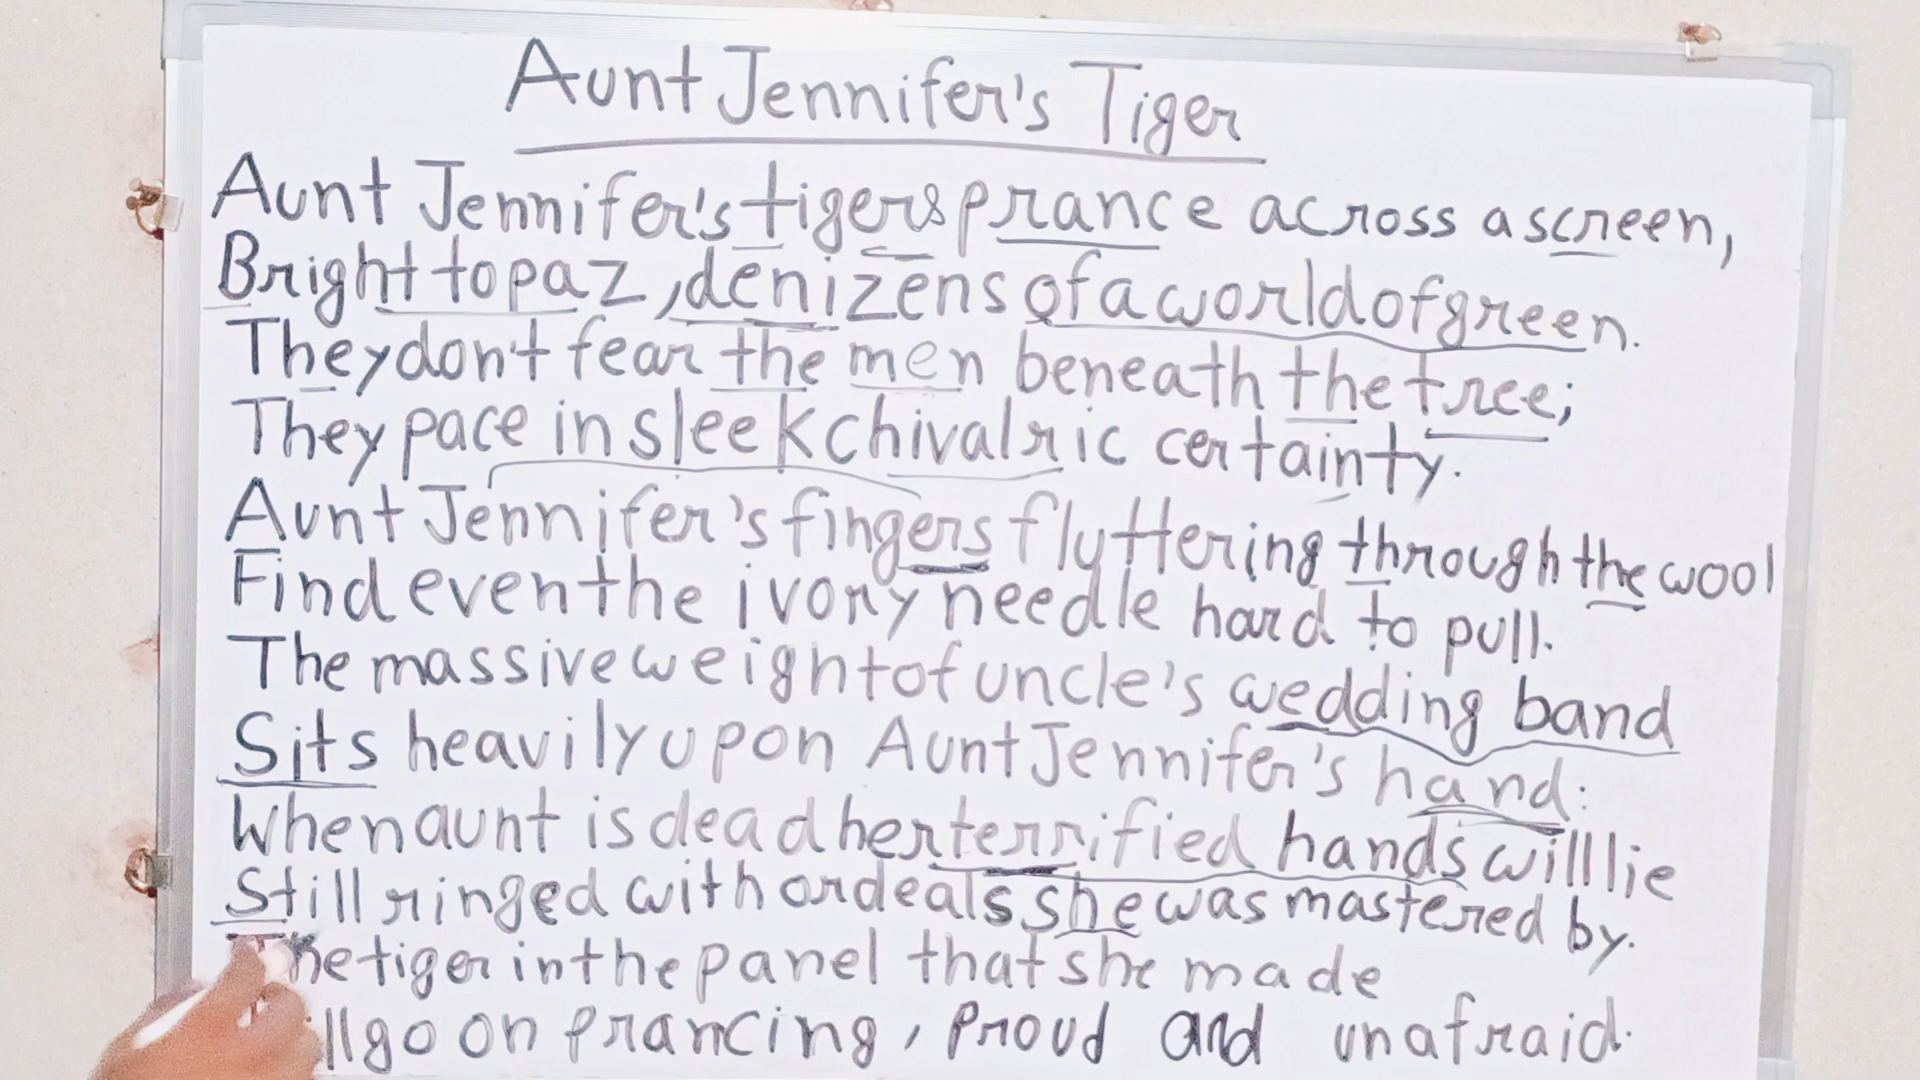 Aunt Jennifer's Tiger
Aunt Jennifer's tigers prance across a screen,
Bright topaz, denizens of a world of green.
They don't fear the men beneath the tree;
They pace in sleek chivalric certainty.
Aunt Jennifer's fingers fluttering through the wool
Find even the ivory needle hard to pull.
The massive weight of uncle's wedding band
Sits heavily upon Aunt Jennifer's hand:
When aunt is dead her terrified hands will lie
Still ringed with ordeals she was mastered by.
The tiger in the panel that she made
go on prancing, proud and unafraid.